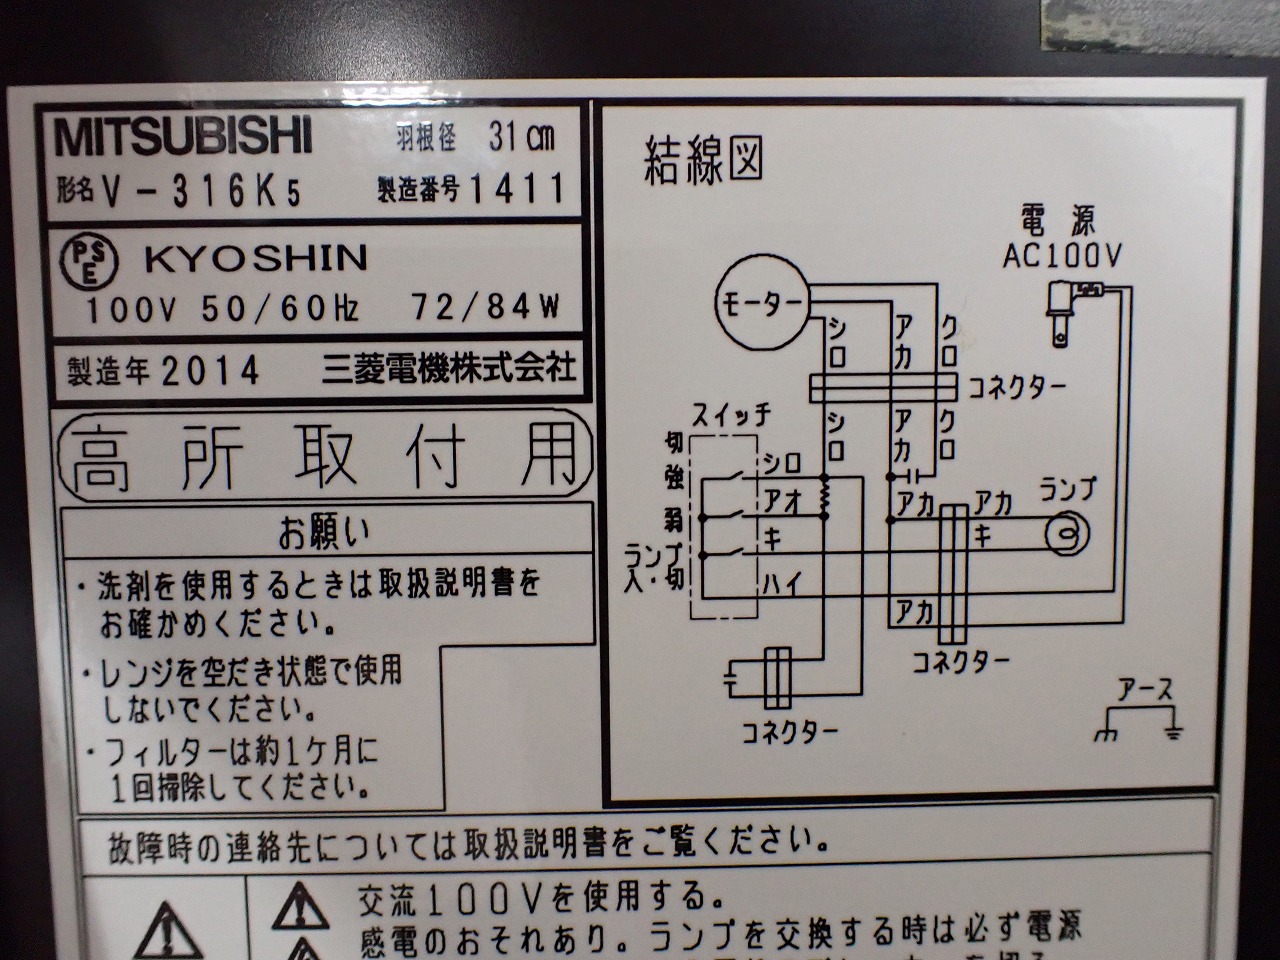 MITSUBISHI 羽根径 31cm
形名 V-316K5 製造番号 1411
PSE KYOSHIN
100V 50/60Hz 72/84W
製造年 2014 三菱電機株式会社
高所取付用
お願い
・洗剤を使用するときは取扱説明書を
お確かめください。
・レンジを空だき状態で使用
しないでください。
・フィルターは約1ケ月に
1回掃除してください。
結線図
電源
AC100V
モーター
シロ
アカ
クロ
コネクター
スイッチ
シロ
アカ
クロ
切
強
弱
ランプ
入・切
シロ
アオ
キ
ハイ
アカ
アカ
キ
ランプ
アカ
コネクター
コネクター
アース
故障時の連絡先については取扱説明書をご覧ください。
交流100Vを使用する。
感電のおそれあり。ランプを交換する時は必ず電源